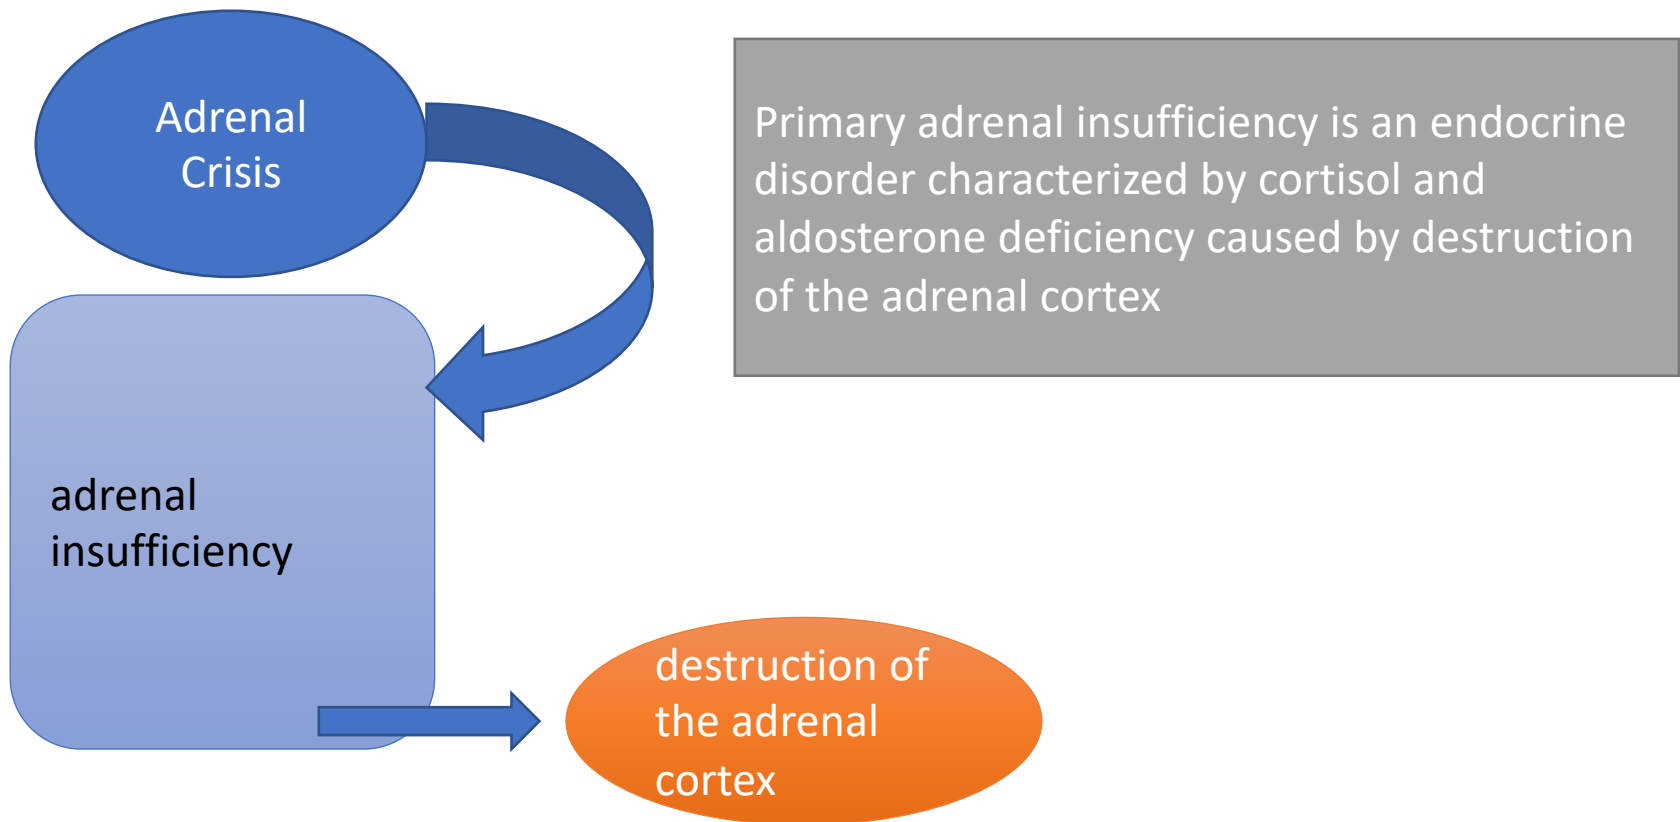 Adrenal
Crisis
Primary adrenal insufficiency is an endocrine
disorder characterized by cortisol and
aldosterone deficiency caused by destruction
of the adrenal cortex
adrenal
insufficiency
destruction of
the adrenal
cortex